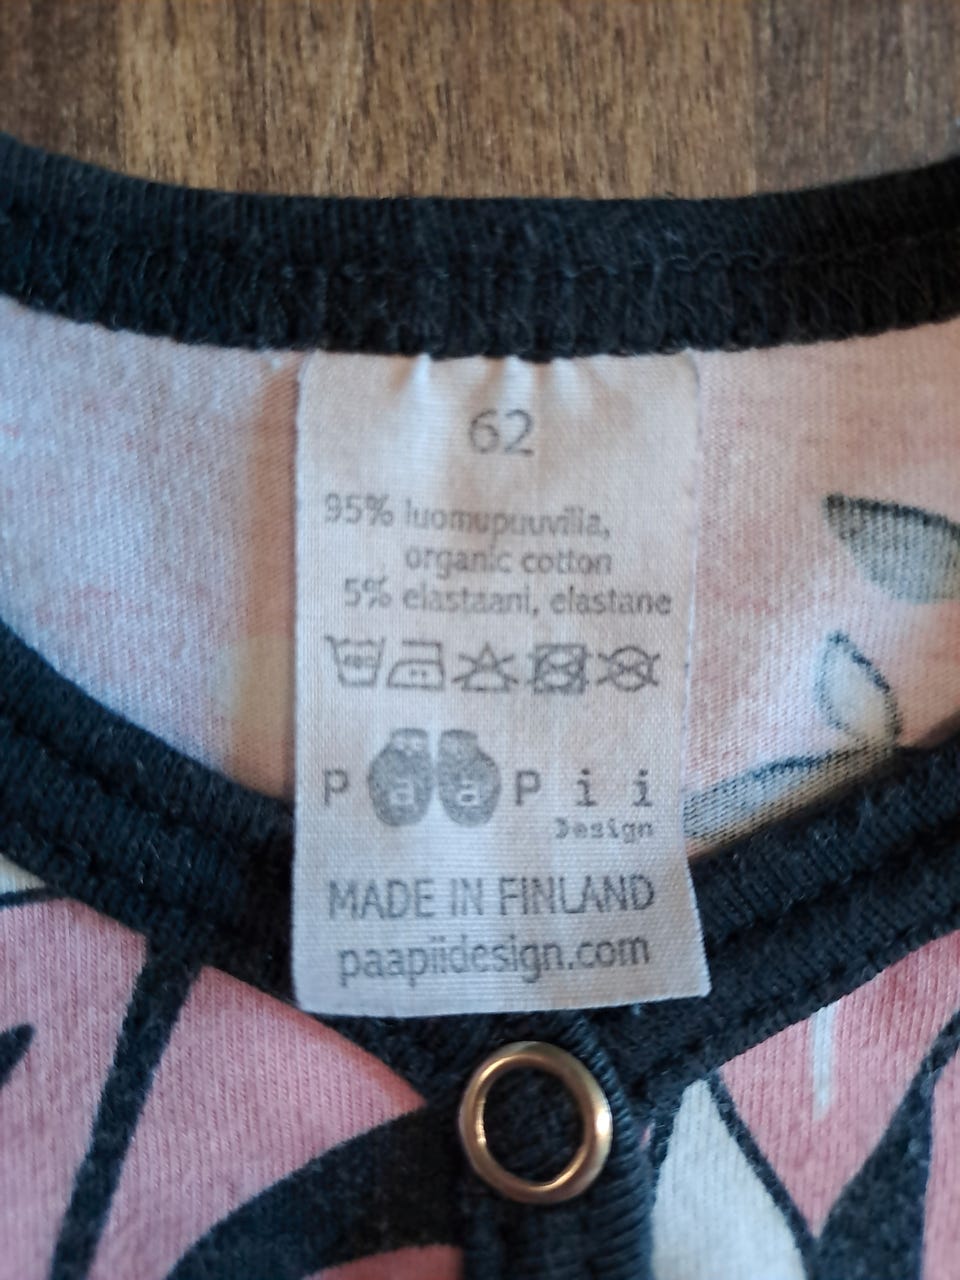 62
95% luomupuuvilla,
organic cotton
5% elastaani, elastane
PaaPii
Design
MADE IN FINLAND
paapiidesign.com